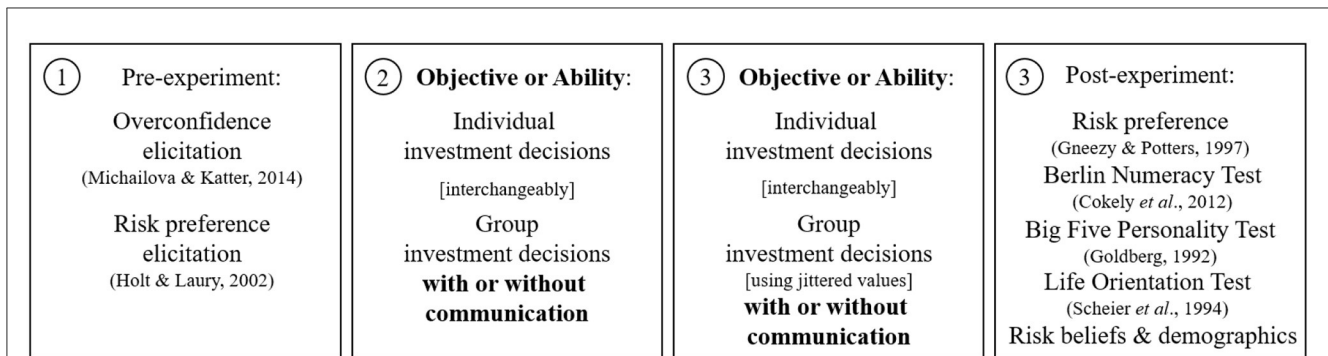 ① Pre-experiment:
Overconfidence
elicitation
(Michailova & Katter, 2014)
Risk preference
elicitation
(Holt & Laury, 2002)
② Objective or Ability:
Individual
investment decisions
[interchangeably]
Group
investment decisions
with or without
communication
③ Objective or Ability:
Individual
investment decisions
[interchangeably]
Group
investment decisions
[using jittered values]
with or without
communication
③ Post-experiment:
Risk preference
(Gneezy & Potters, 1997)
Berlin Numeracy Test
(Cokely et al., 2012)
Big Five Personality Test
(Goldberg, 1992)
Life Orientation Test
(Scheier et al., 1994)
Risk beliefs & demographics